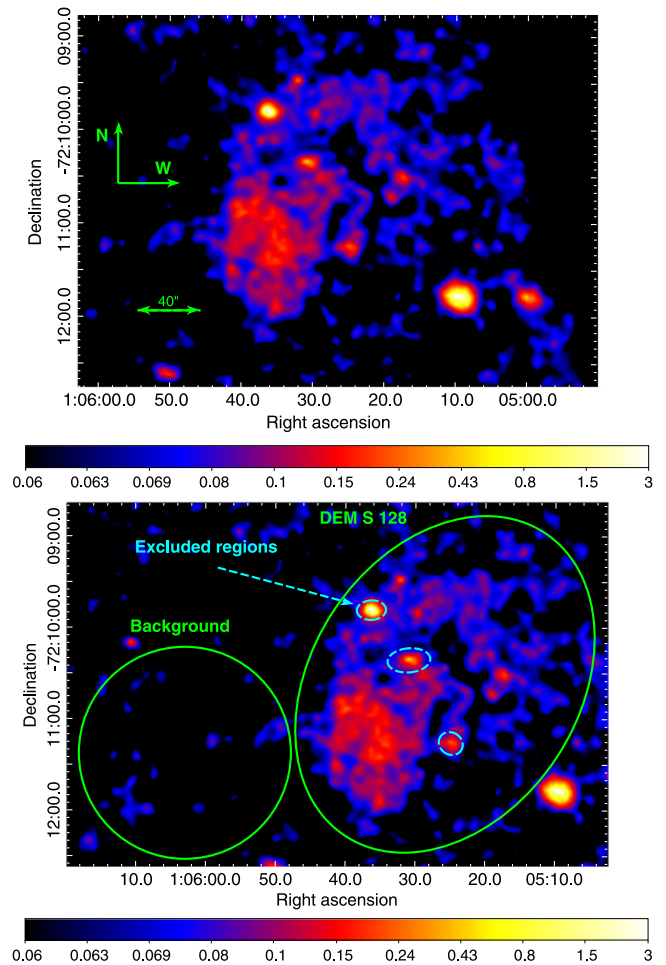 09:00.0
-72:10:00.0
11:00.0
12:00.0
Declination
N
W
40"
1:06:00.0 50.0 40.0 30.0 20.0 10.0 05:00.0
Right ascension
0.06 0.063 0.069 0.08 0.1 0.15 0.24 0.43 0.8 1.5 3
DEM S 128
Excluded regions
Background
09:00.0
-72:10:00.0
11:00.0
12:00.0
Declination
10.0 1:06:00.0 50.0 40.0 30.0 20.0 05:10.0
Right ascension
0.06 0.063 0.069 0.08 0.1 0.15 0.24 0.43 0.8 1.5 3